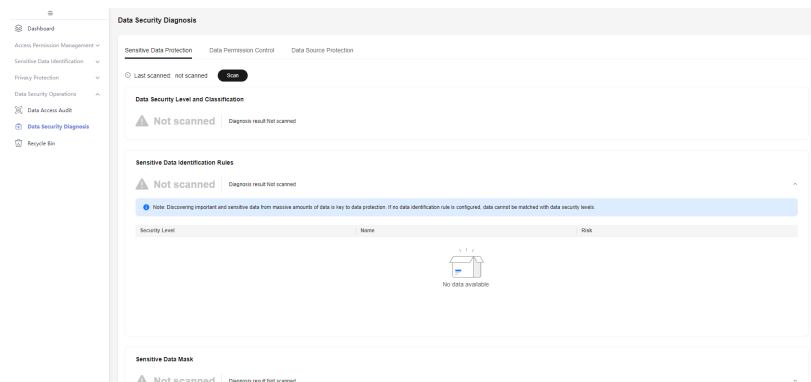 Data Security Diagnosis
Dashboard
Access Permission Management
Sensitive Data Identification
Privacy Protection
Data Security Operations
Data Access Audit
Data Security Diagnosis
Recycle Bin
Sensitive Data Protection Data Permission Control Data Source Protection
Last scanned: not scanned Scan
Data Security Level and Classification
Not scanned Diagnosis result:Not scanned
Sensitive Data Identification Rules
Not scanned Diagnosis result:Not scanned
Note: Discovering important and sensitive data from massive amounts of data is key to data protection. If no data identification rule is configured, data cannot be matched with data security levels.
Security Level Name Risk
No data available
Sensitive Data Mask
Not scanned Diagnosis result:Not scanned